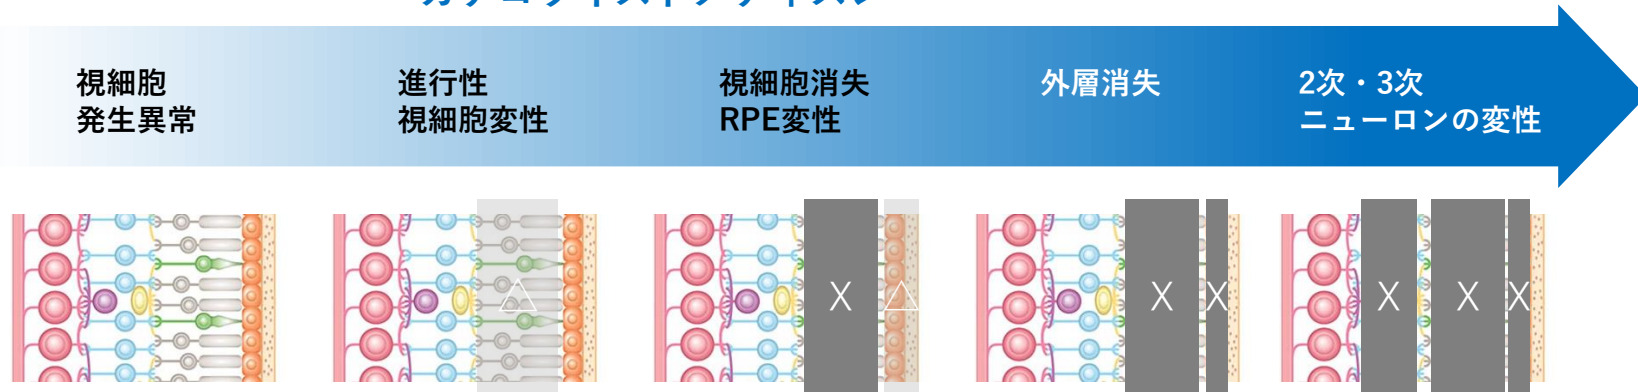 視細胞
発生異常
進行性
視細胞変性
視細胞消失
RPE変性
外層消失
2次・3次
ニューロンの変性
△
X
△
X
X
X
X
X